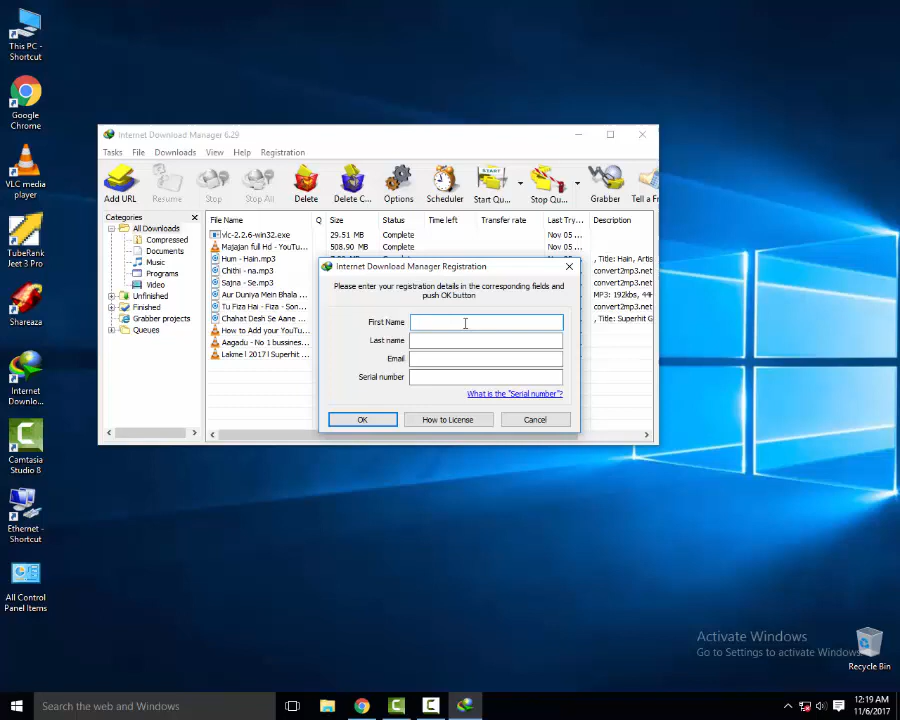 This PC -
Shortcut
Google
Chrome
VLC media
player
TubeRank
Jeet 3 Pro
Shareaza
Internet
Downlo...
Camtasia
Studio 8
Ethernet -
Shortcut
All Control
Panel Items
Internet Download Manager 6.29
Tasks File Downloads View Help Registration
Add URL Resume Stop Stop All Delete Delete C... Options Scheduler Start Qu... Stop Qu... Grabber Tell a F
Categories
All Downloads
Compressed
Documents
Music
Programs
Video
Unfinished
Finished
Grabber projects
Queues
File Name Q Size Status Time left Transfer rate Last Try... Description
vlc-2.2.6-win32.exe 29.51 MB Complete Nov 05 ...
Majajan full Hd - YouTu... 508.90 MB Complete Nov 05 ...
Hum - Hain.mp3 , Title: Hain, Artis
Chithi - na.mp3 convert2mp3.net
Sajna - Se.mp3 convert2mp3.net
Aur Duniya Mein Bhala ... MP3: 192kbs, 44
Tu Fiza Hai - Fiza - Son... convert2mp3.net
Chahat Desh Se Aane ... , Title: Superhit G
How to Add your YouTu...
Aagadu - No 1 bussines...
Lakme l 2017 l Superhit ...
Internet Download Manager Registration
Please enter your registration details in the corresponding fields and
push OK button
First Name
Last name
Email
Serial number
What is the "Serial number"?
OK How to License Cancel
Activate Windows
Go to Settings to activate Windows.
Recycle Bin
Search the web and Windows
12:19 AM
11/6/2017